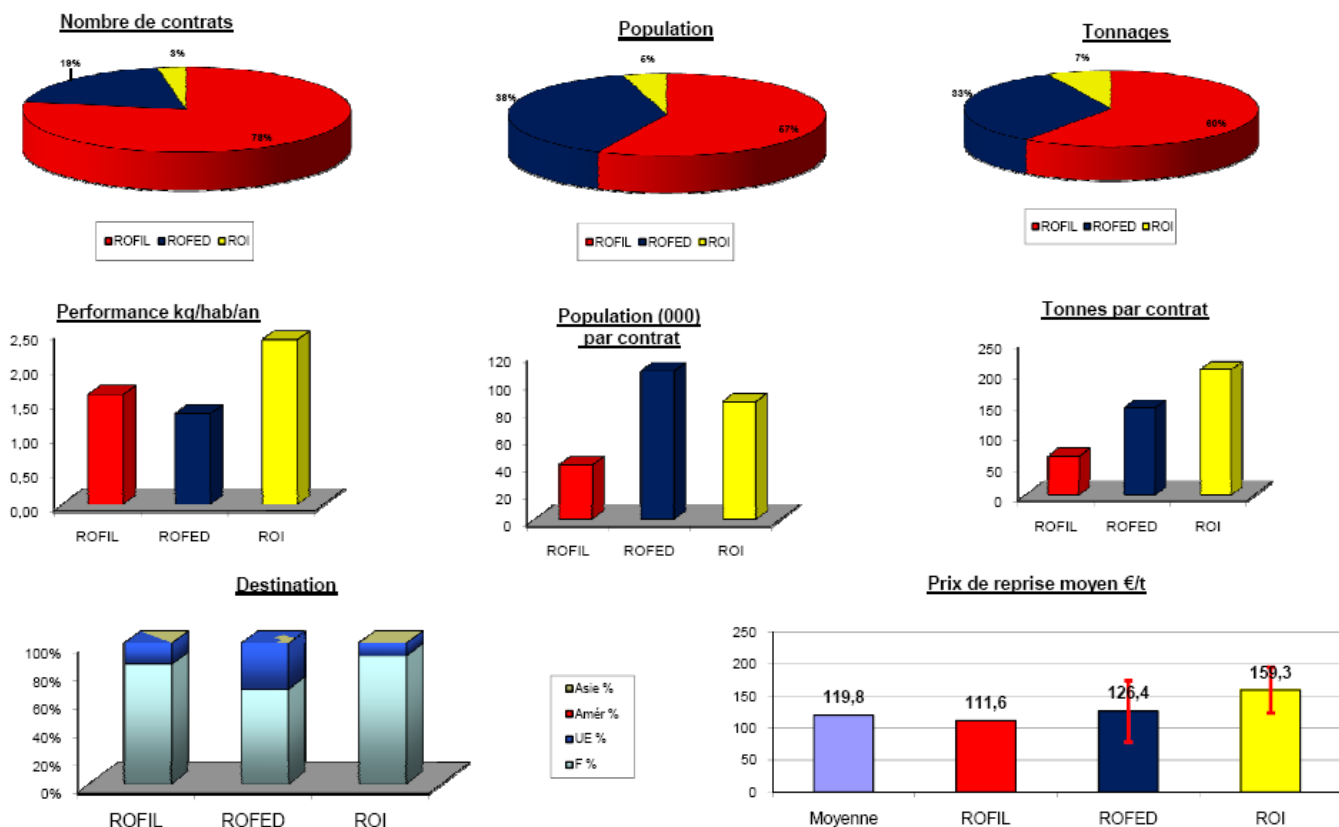 Nombre de contrats
3%
19%
78%
ROFIL ROFED ROI
Population
5%
38%
57%
ROFIL ROFED ROI
Tonnages
7%
33%
60%
ROFIL ROFED ROI
Performance kg/hab/an
2,50
2,00
1,50
1,00
0,50
0,00
ROFIL ROFED ROI
Population (000)
par contrat
120
100
80
60
40
20
0
ROFIL ROFED ROI
Tonnes par contrat
250
200
150
100
50
0
ROFIL ROFED ROI
Destination
100%
80%
60%
40%
20%
0%
ROFIL ROFED ROI
Asie %
Amér %
UE %
F %
Prix de reprise moyen €/t
250
200
150
100
50
0
119,8 111,6 126,4 159,3
Moyenne ROFIL ROFED ROI